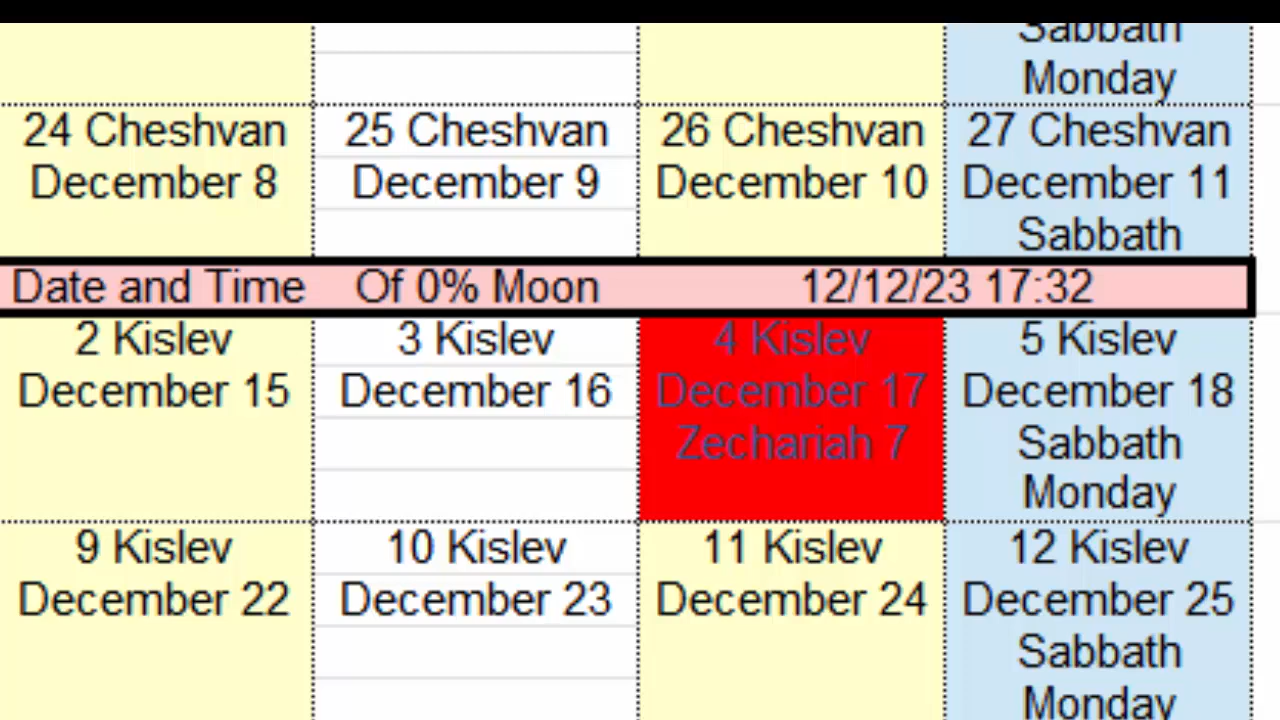 Sabbath
Monday
24 Cheshvan 25 Cheshvan 26 Cheshvan 27 Cheshvan
December 8 December 9 December 10 December 11
Sabbath
Date and Time Of 0% Moon 12/12/23 17:32
2 Kislev 3 Kislev 4 Kislev 5 Kislev
December 15 December 16 December 17 December 18
Zechariah 7 Sabbath
Monday
9 Kislev 10 Kislev 11 Kislev 12 Kislev
December 22 December 23 December 24 December 25
Sabbath
Monday